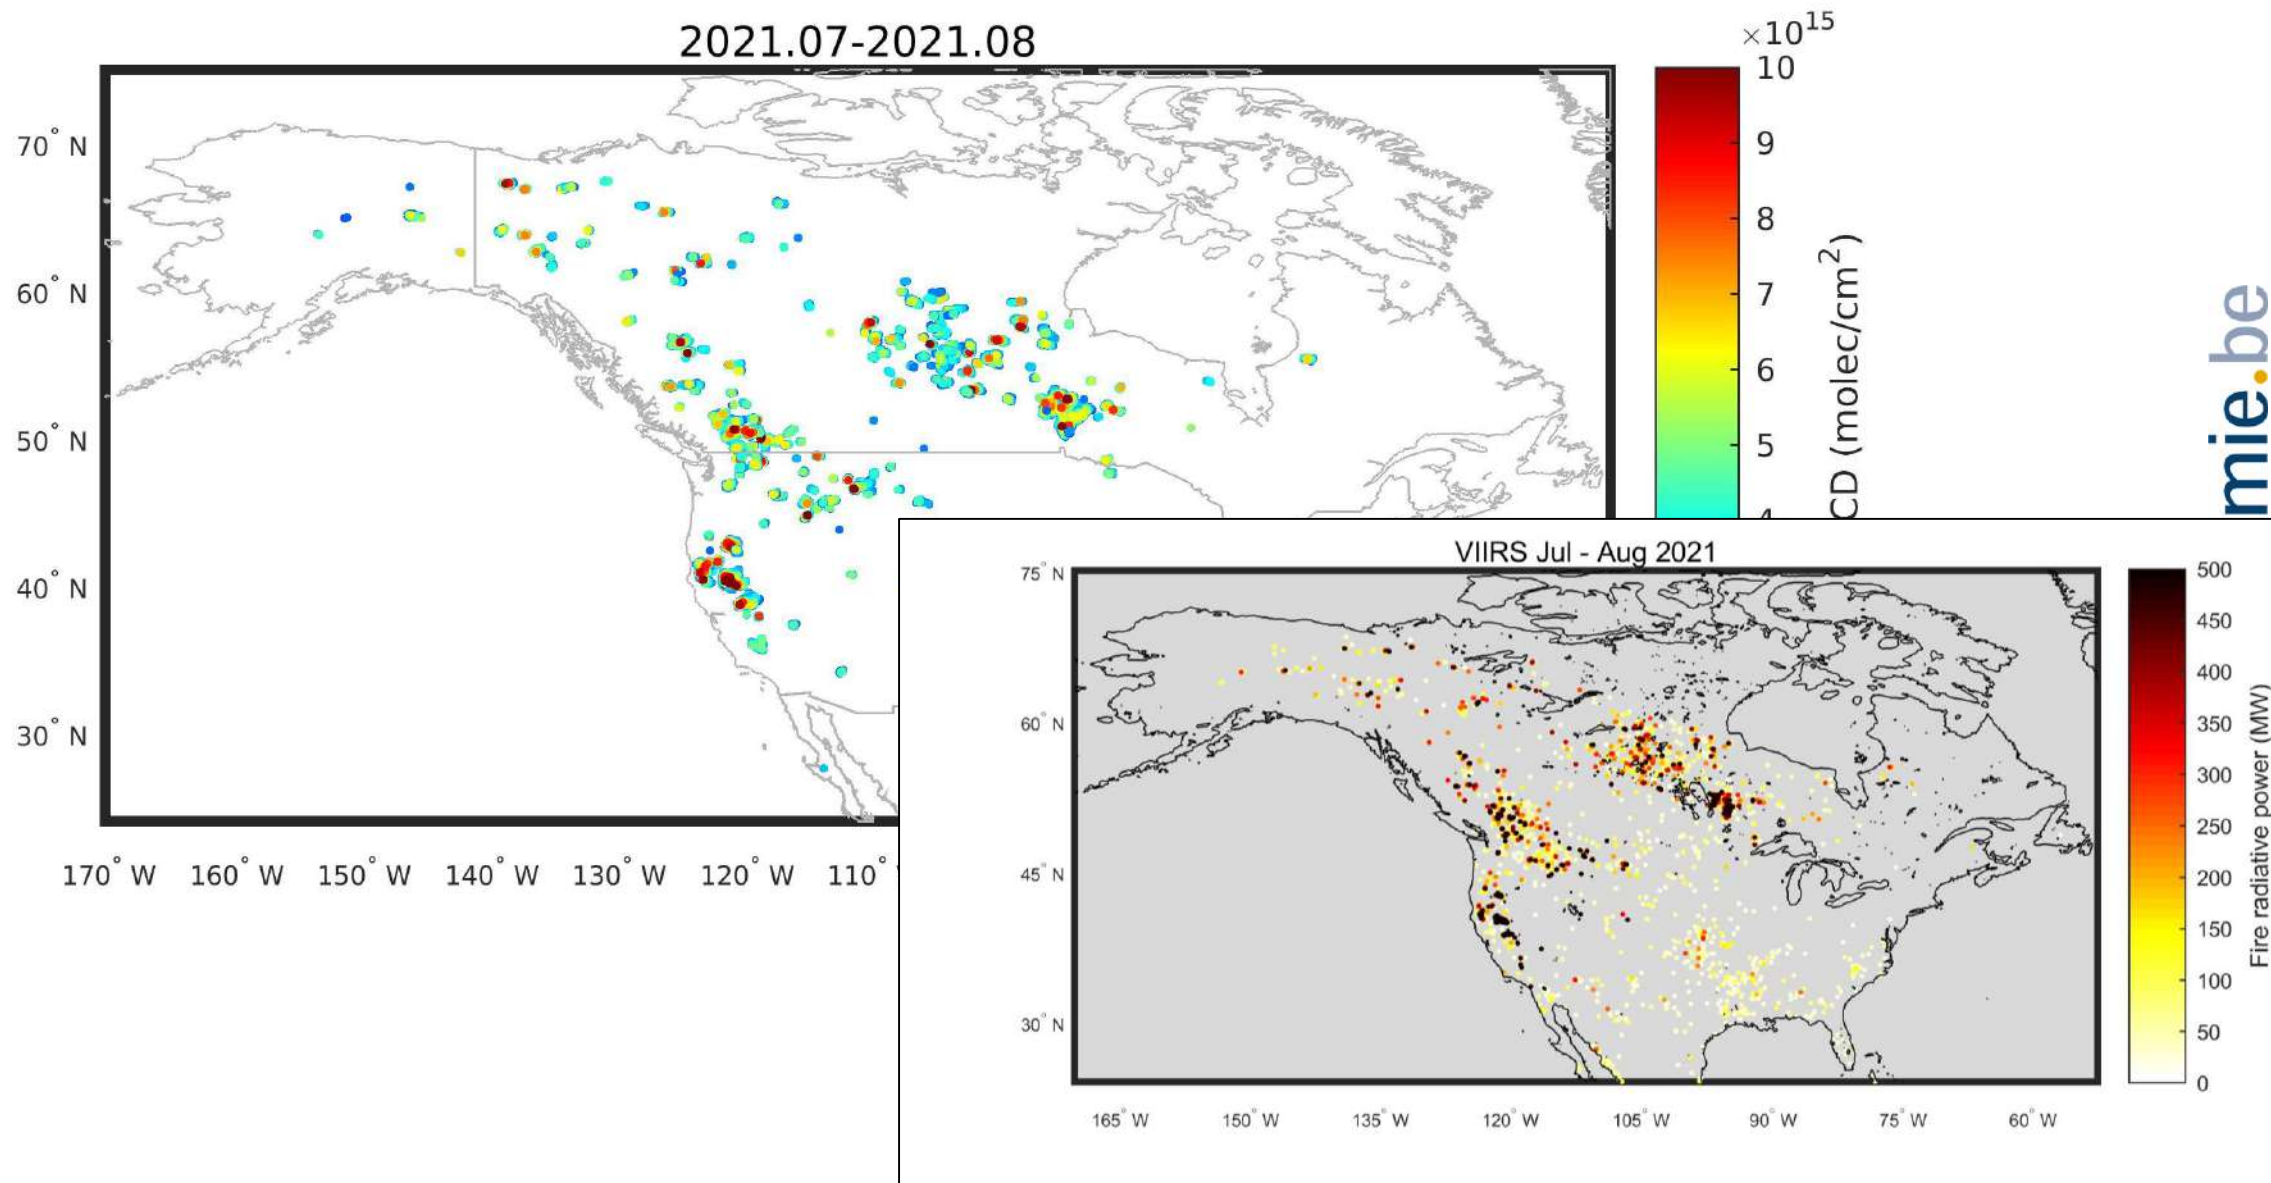 2021.07-2021.08
×10^15
10
9
8
7
6
5
CD (molec/cm²)
70° N
60° N
50° N
40° N
30° N
170° W 160° W 150° W 140° W 130° W 120° W 110°
mie.be
VIIRS Jul - Aug 2021
75° N
60° N
45° N
30° N
165° W 150° W 135° W 120° W 105° W 90° W 75° W 60° W
500
450
400
350
300
250
200
150
100
50
0
Fire radiative power (MW)